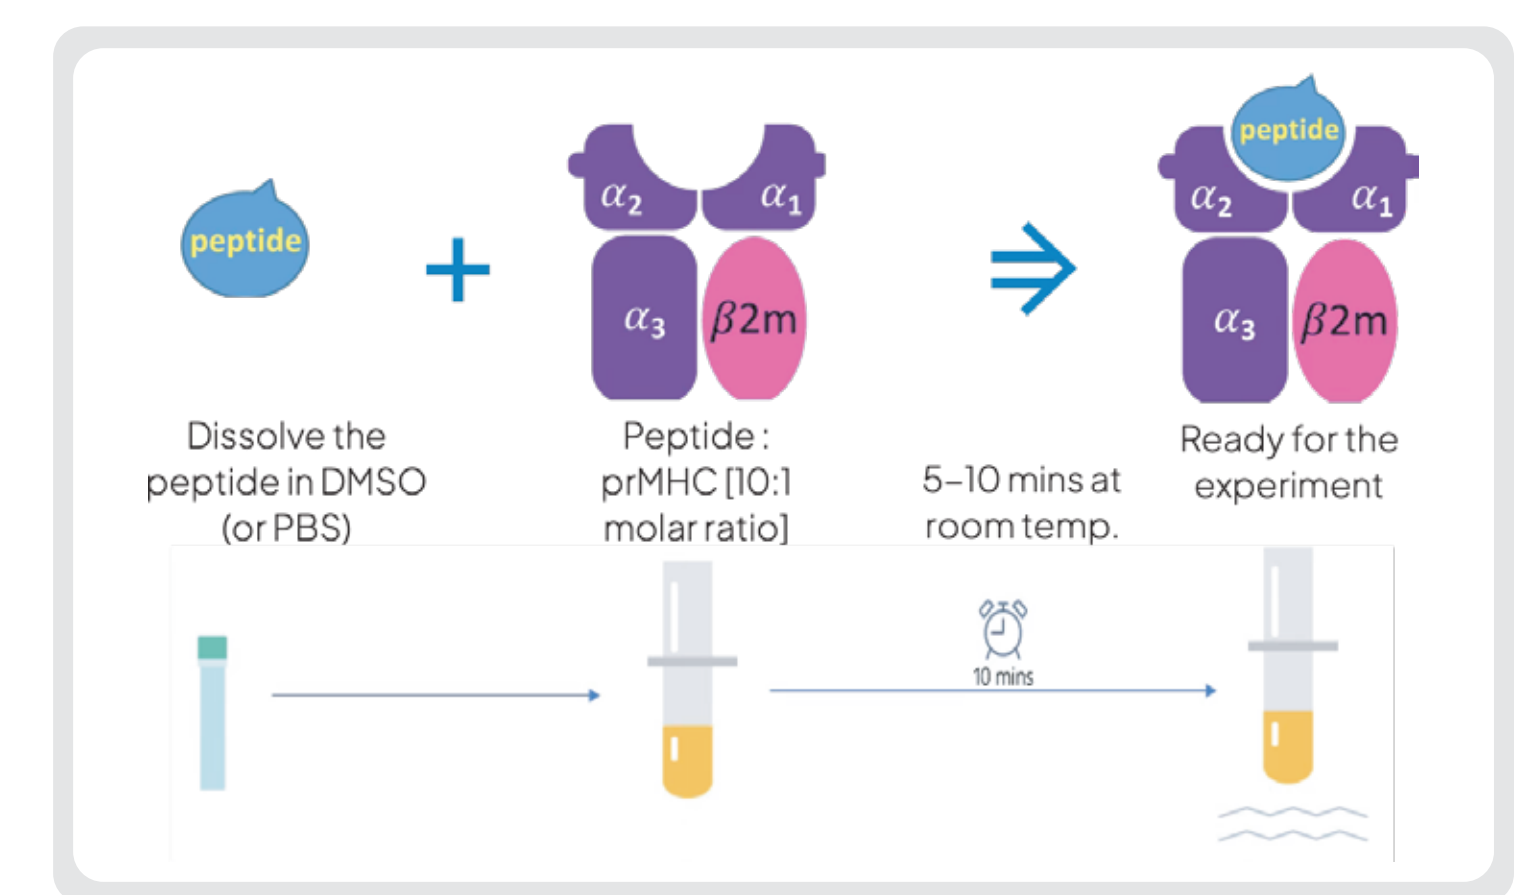 peptide
+
α₂ α₁
α₃ β2m
peptide
α₂ α₁
α₃ β2m
Dissolve the
peptide in DMSO
(or PBS)
Peptide :
prMHC [10:1
molar ratio]
5–10 mins at
room temp.
Ready for the
experiment
10 mins